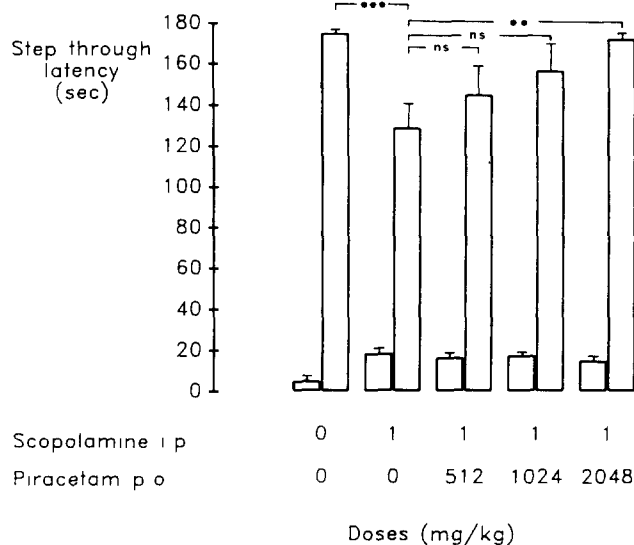 Step through
latency
(sec)
180
160
140
120
100
80
60
40
20
0
•••
••
ns
ns
Scopolamine i p 0 1 1 1 1
Piracetam p o 0 0 512 1024 2048
Doses (mg/kg)